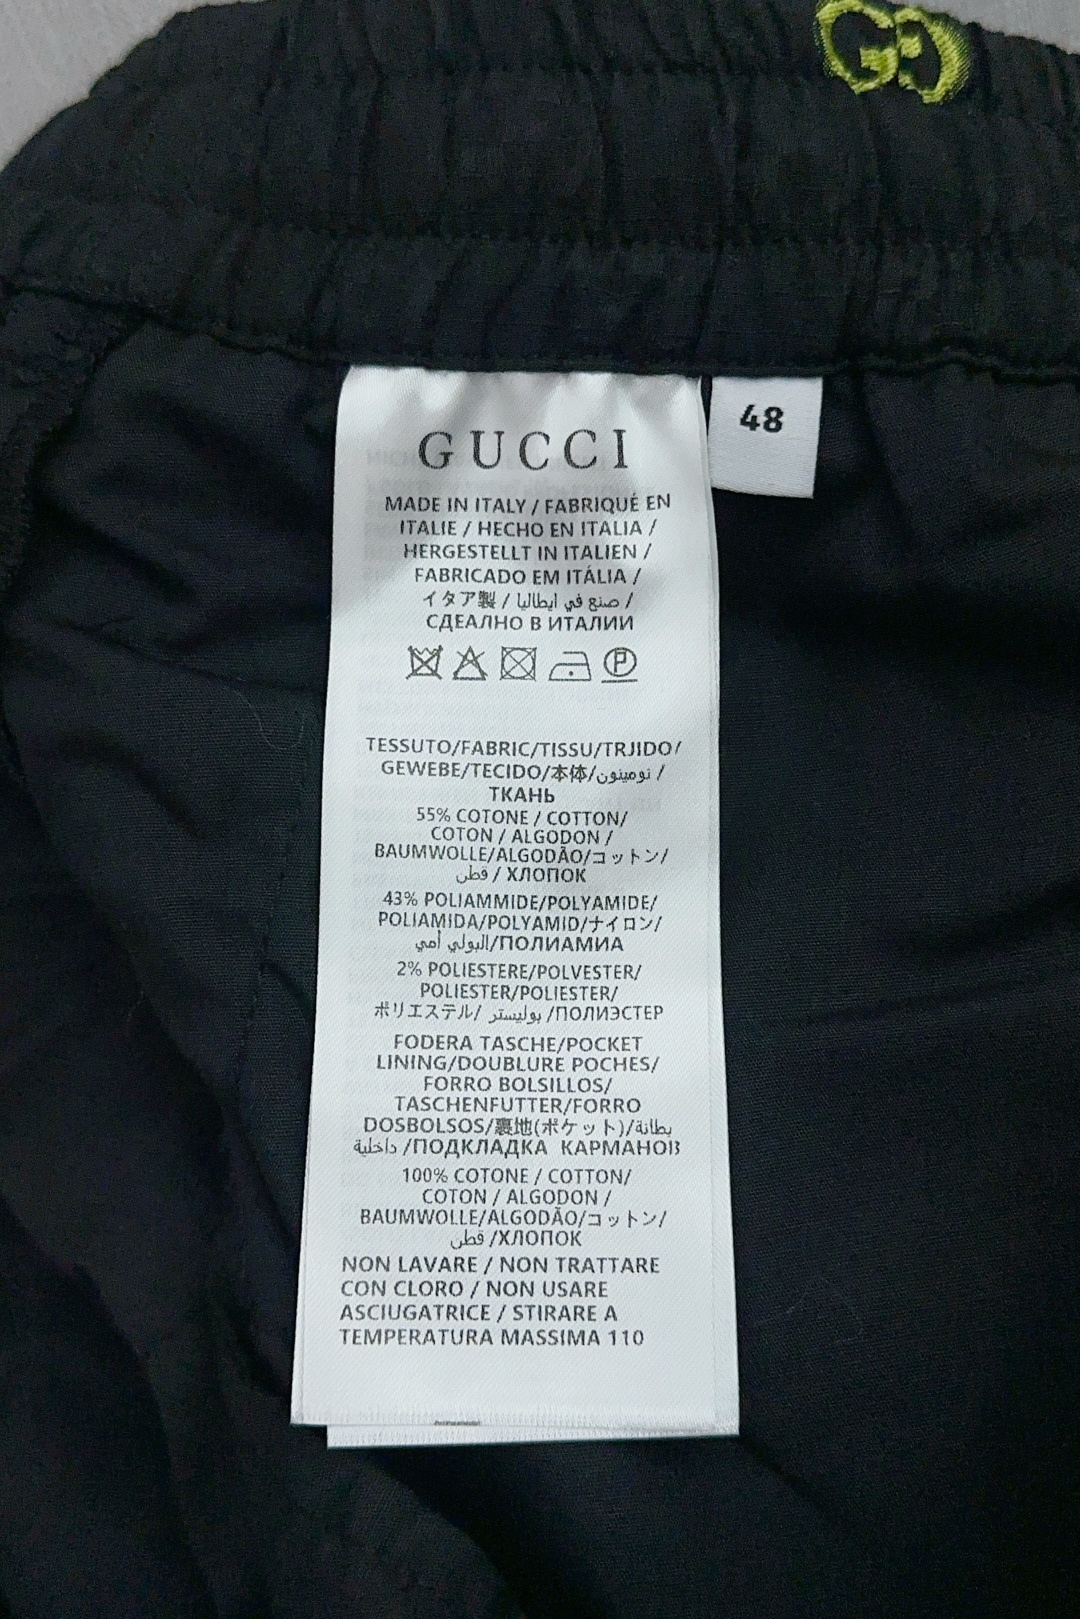 GUCCI
48
MADE IN ITALY / FABRIQUÉ EN
ITALIE / HECHO EN ITALIA /
HERGESTELLT IN ITALIEN /
FABRICADO EM ITÁLIA /
イタア製 / صنع في ايطاليا /
СДЕАЛНО В ИТАЛИИ
P
TESSUTO/FABRIC/TISSU/TRJIDO/
GEWEBE/TECIDO/本体/نومينون /
ТКАНЬ
55% COTONE / COTTON/
COTON / ALGODON /
BAUMWOLLE/ALGODÃO/コットン/
قطن / ХЛОПОК
43% POLIAMMIDE/POLYAMIDE/
POLIAMIDA/POLYAMID/ナイロン/
البولي أمي/ПОЛИАМИА
2% POLIESTERE/POLVESTER/
POLIESTER/POLIESTER/
ポリエステル/ بوليستر /ПОЛИЭСТЕР
FODERA TASCHE/POCKET
LINING/DOUBLURE POCHES/
FORRO BOLSILLOS/
TASCHENFUTTER/FORRO
DOSBOLSOS/裏地(ポケット)/بطانة
داخلية /ПОДКЛАДКА КАРМАНОВ
100% COTONE / COTTON/
COTON / ALGODON /
BAUMWOLLE/ALGODÃO/コットン/
قطن /ХЛОПОК
NON LAVARE / NON TRATTARE
CON CLORO / NON USARE
ASCIUGATRICE / STIRARE A
TEMPERATURA MASSIMA 110